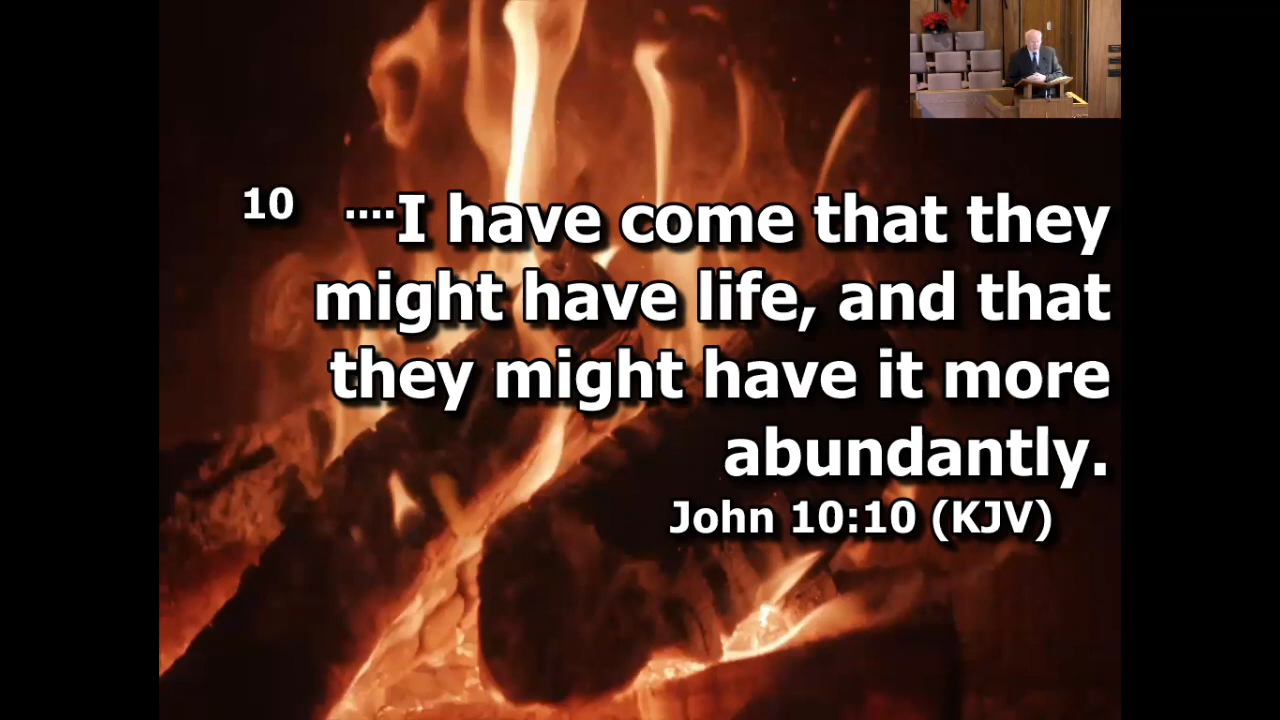 10 ....I have come that they
might have life, and that
they might have it more
abundantly.
John 10:10 (KJV)